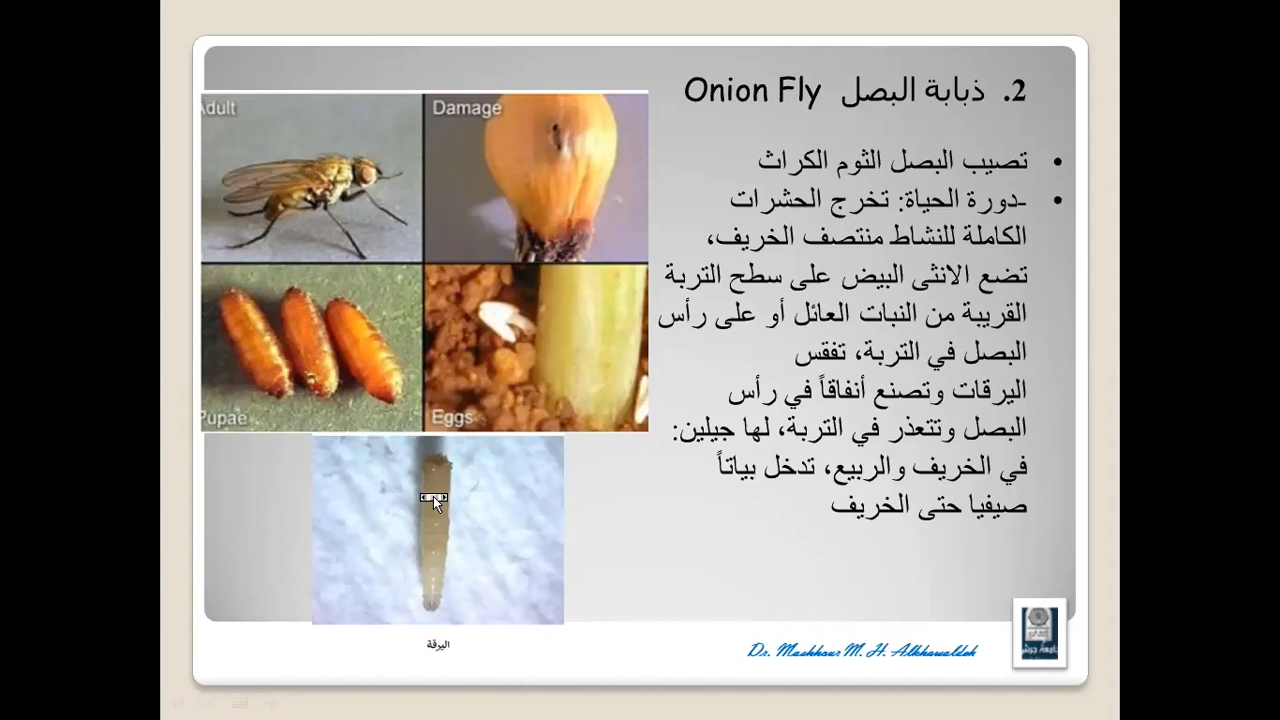 2. ذبابة البصل Onion Fly
تصيب البصل الثوم الكراث
-دورة الحياة: تخرج الحشرات
الكاملة للنشاط منتصف الخريف،
تضع الانثى البيض على سطح التربة
القريبة من النبات العائل أو على رأس
البصل في التربة، تفقس
اليرقات وتصنع أنفاقاً في رأس
البصل وتتعذر في التربة، لها جيلين:
في الخريف والربيع، تدخل بياتاً
صيفيا حتى الخريف
Adult
Damage
Pupae
Eggs
اليرقة
Dr. Mashhour M. H. Alkhawaldeh